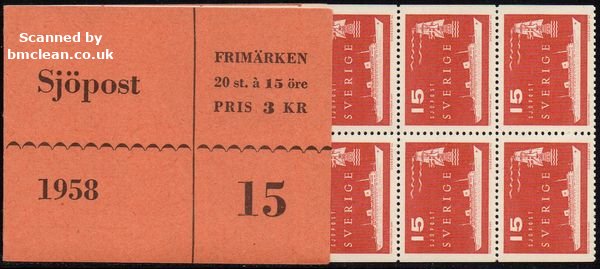 Scanned by
bmclean.co.uk
Sjöpost
FRIMÄRKEN
20 st. à 15 öre
PRIS 3 KR
1958
15
15
SJÖPOST
SVERIGE
15
SJÖPOST
SVERIGE
15
SJÖPOST
SVERIGE
15
SJÖPOST
SVERIGE
15
SJÖPOST
SVERIGE
15
SJÖPOST
SVERIGE